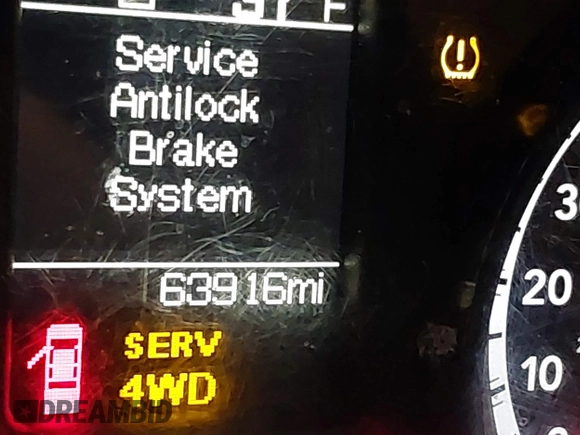 Service
Antilock
Brake
System
63916mi
SERV
4WD
30
20
10
DREAMBID